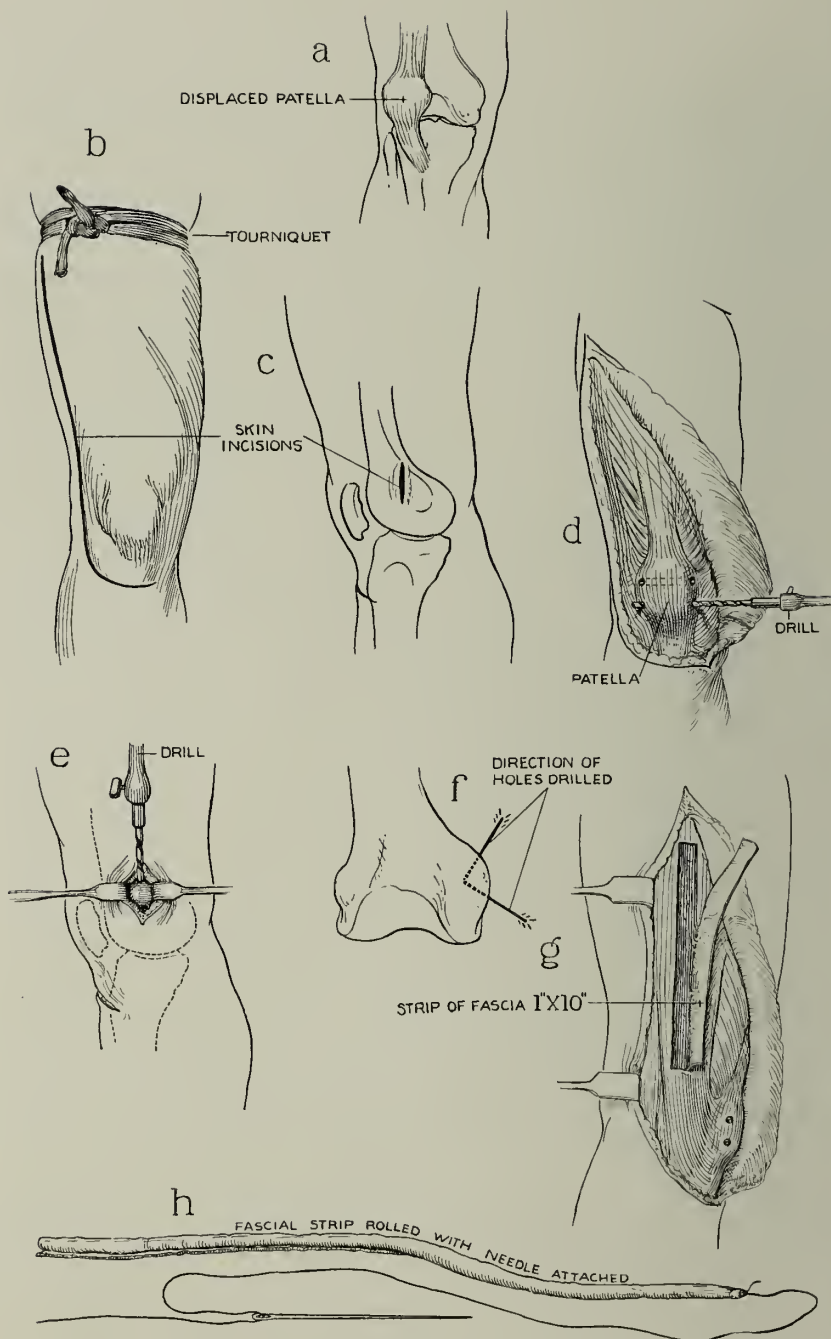 a
DISPLACED PATELLA
b
TOURNIQUET
c
SKIN
INCISIONS
d
DRILL
PATELLA
e
DRILL
f
DIRECTION OF
HOLES DRILLED
g
STRIP OF FASCIA 1"X10"
h
FASCIAL STRIP ROLLED WITH NEEDLE ATTACHED